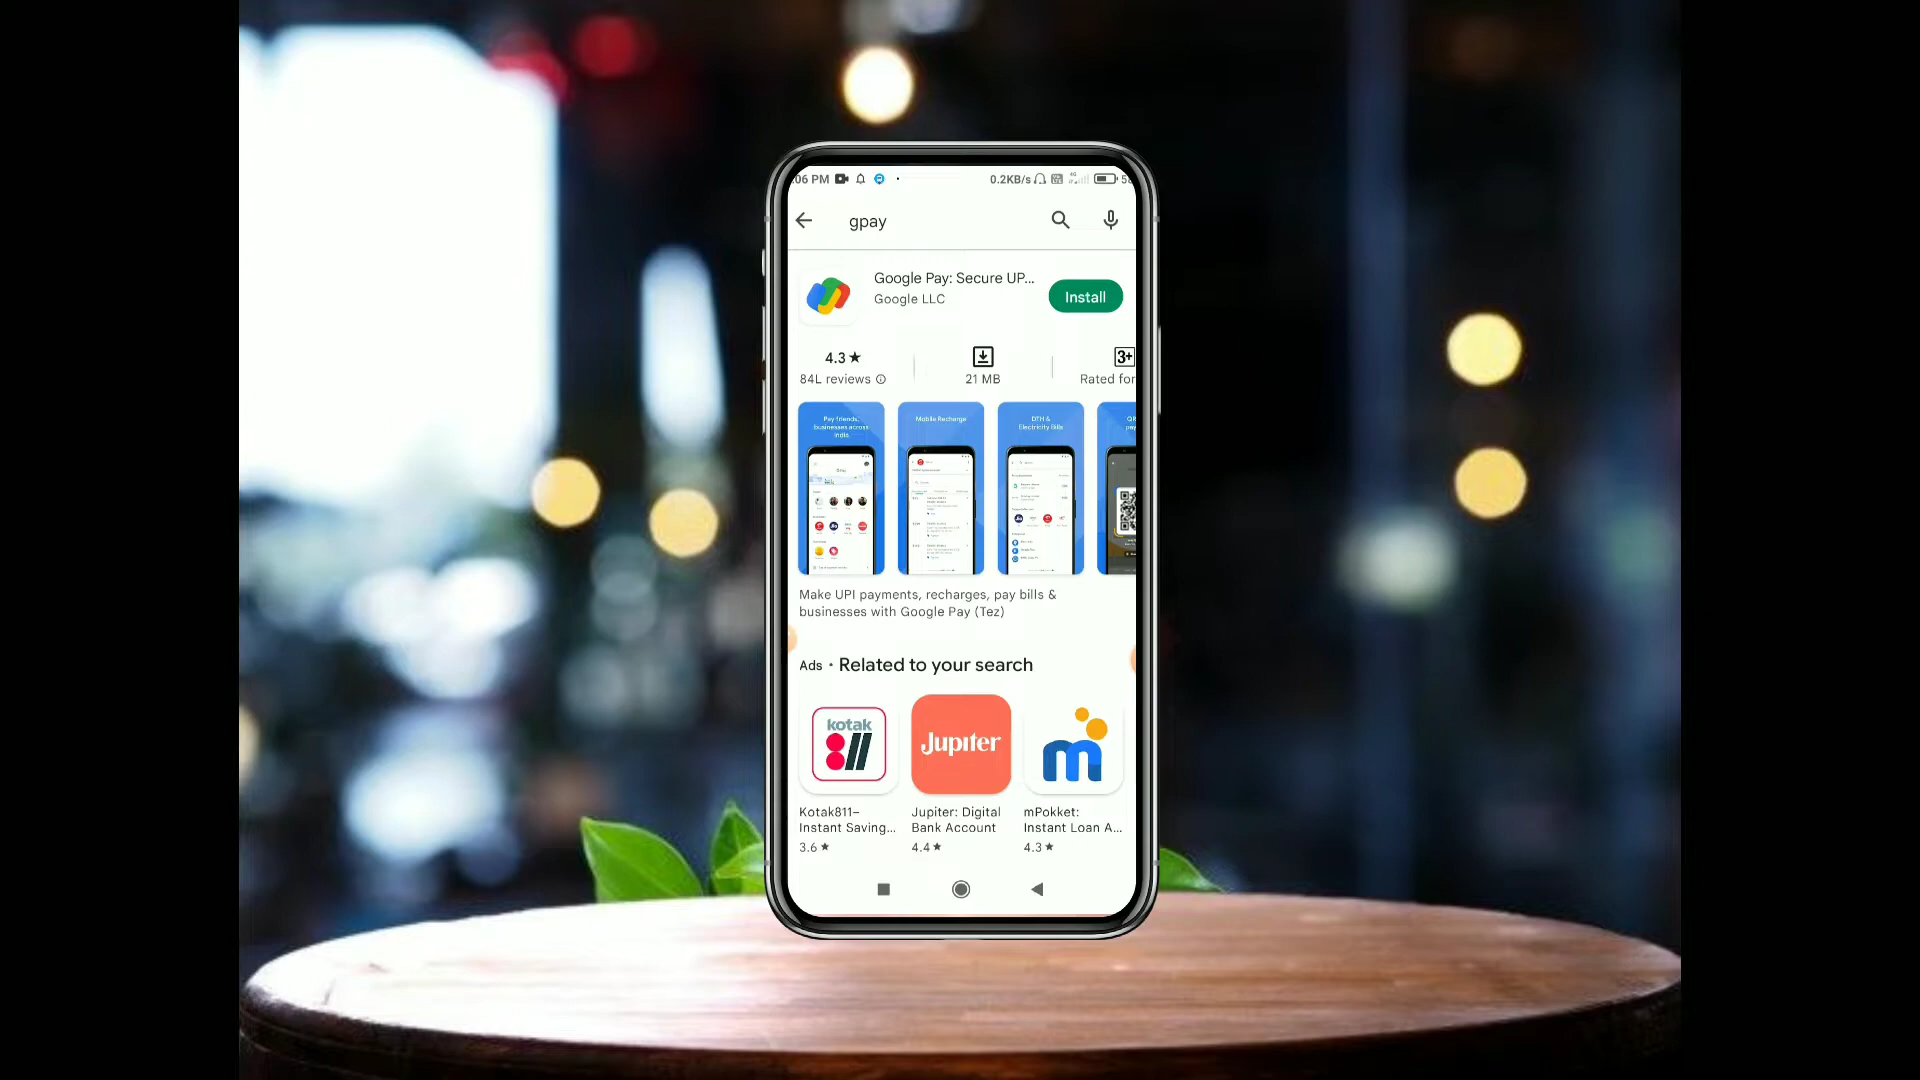 :06 PM
0.2KB/s
gpay
Google Pay: Secure UP...
Google LLC
Install
4.3★
84L reviews
21 MB
3+
Rated for
Pay friends,
businesses across
India
Mobile Recharge
DTH &
Electricity Bills
Make UPI payments, recharges, pay bills &
businesses with Google Pay (Tez)
Ads • Related to your search
kotak
811
Jupiter
m
Kotak811–
Instant Saving...
3.6 ★
Jupiter: Digital
Bank Account
4.4 ★
mPokket:
Instant Loan A...
4.3 ★